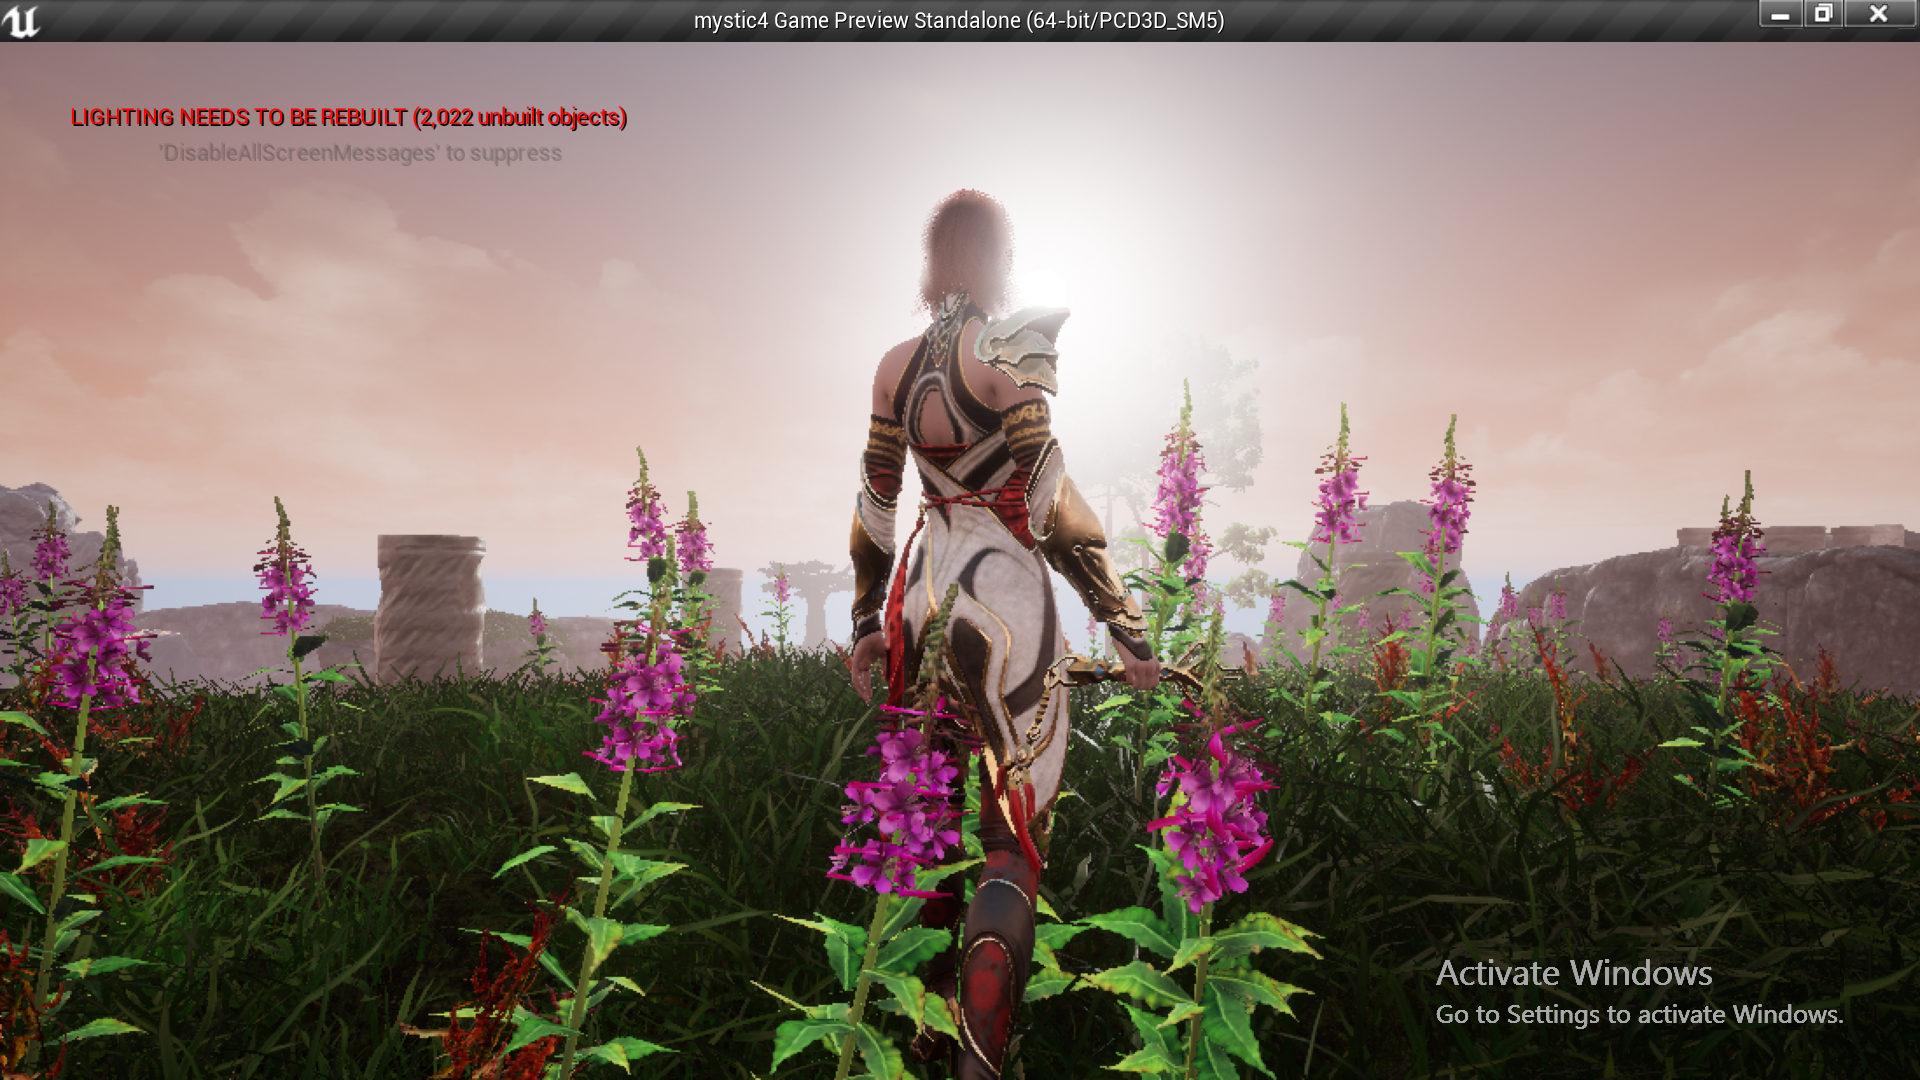 mystic4 Game Preview Standalone (64-bit/PCD3D_SM5)
LIGHTING NEEDS TO BE REBUILT (2,022 unbuilt objects)
'DisableAllScreenMessages' to suppress
Activate Windows
Go to Settings to activate Windows.